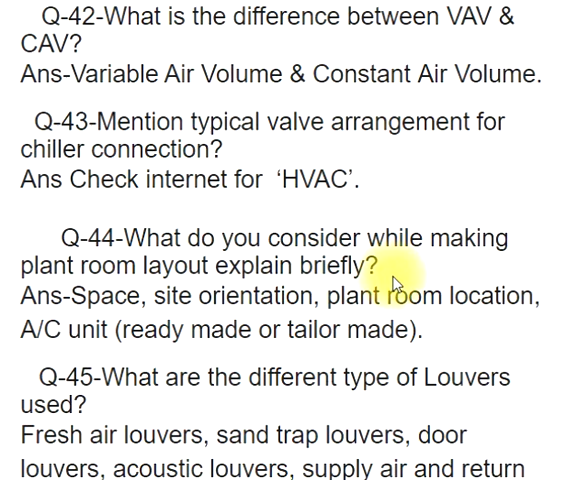 Q-42-What is the difference between VAV &
CAV?
Ans-Variable Air Volume & Constant Air Volume.
Q-43-Mention typical valve arrangement for
chiller connection?
Ans Check internet for ‘HVAC’.
Q-44-What do you consider while making
plant room layout explain briefly?
Ans-Space, site orientation, plant room location,
A/C unit (ready made or tailor made).
Q-45-What are the different type of Louvers
used?
Fresh air louvers, sand trap louvers, door
louvers, acoustic louvers, supply air and return